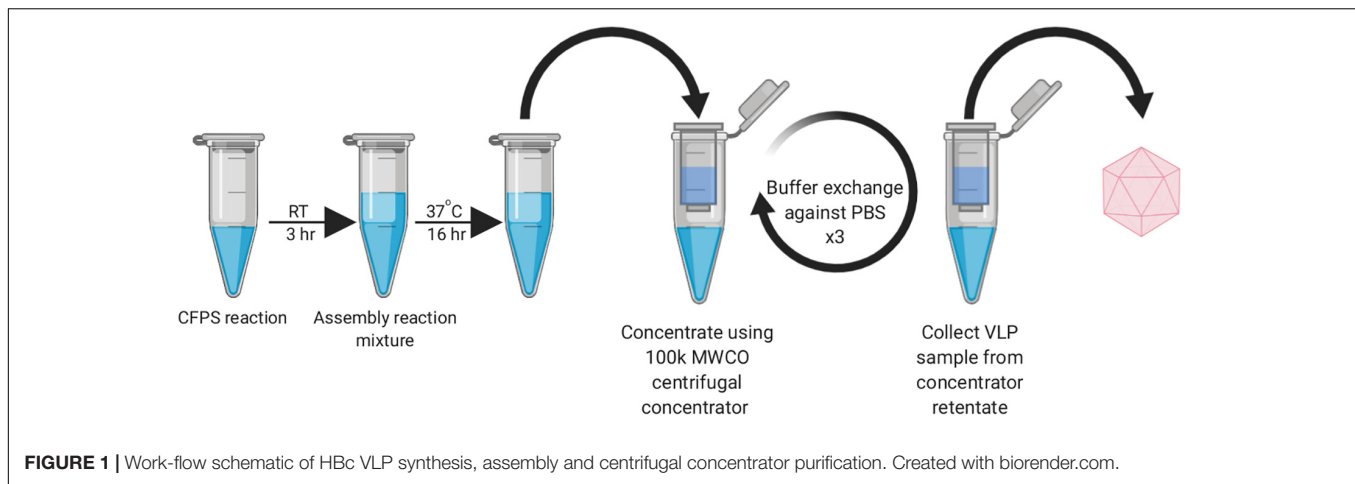 RT
3 hr
37°C
16 hr
CFPS reaction
Assembly reaction
mixture
Concentrate using
100k MWCO
centrifugal
concentrator
Buffer exchange
against PBS
x3
Collect VLP
sample from
concentrator
retentate
FIGURE 1 | Work-flow schematic of HBc VLP synthesis, assembly and centrifugal concentrator purification. Created with biorender.com.